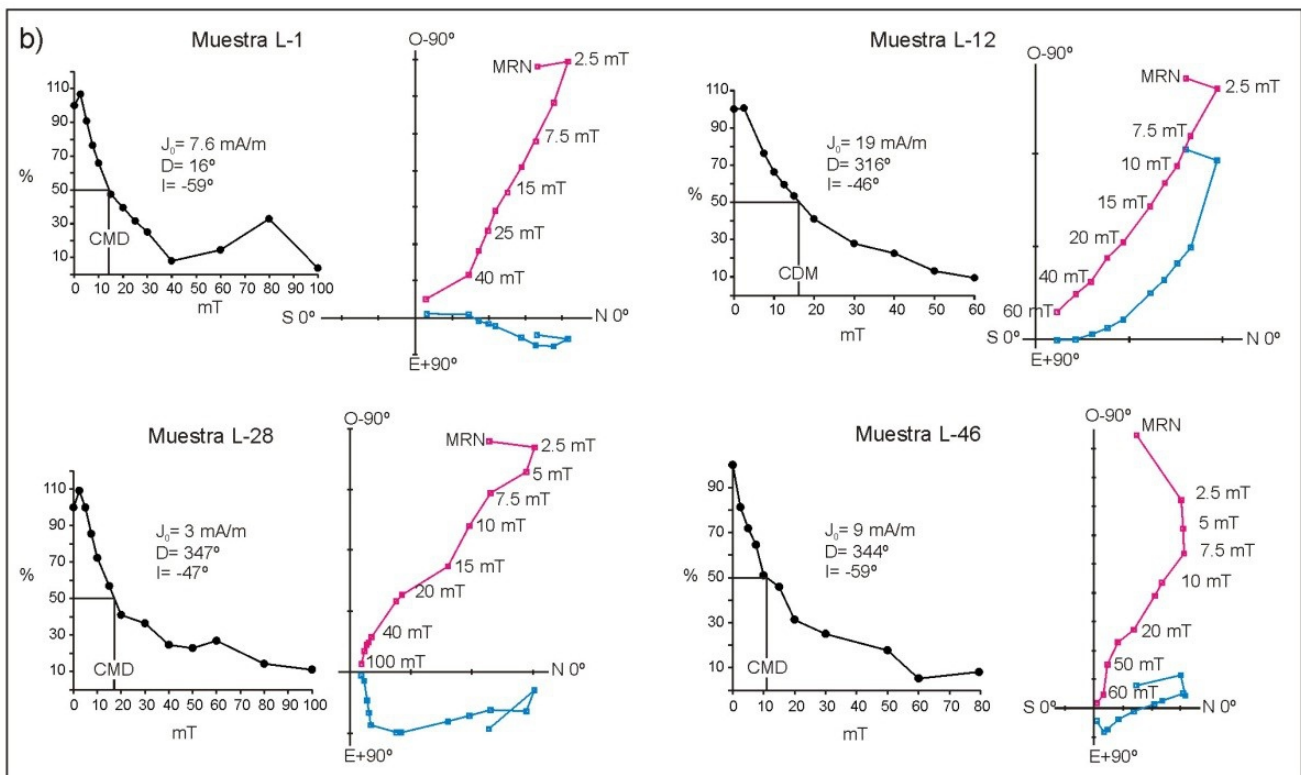 b)
Muestra L-1
110
90
70
%
50
30
10
J₀= 7.6 mA/m
D= 16º
I= -59º
CMD
0 10 20 30 40 50 60 70 80 90 100
mT
O-90º
MRN
2.5 mT
7.5 mT
15 mT
25 mT
40 mT
S 0º
N 0º
E+90º
Muestra L-12
110
90
70
%
50
30
10
J₀= 19 mA/m
D= 316º
I= -46º
CDM
0 10 20 30 40 50 60
mT
O-90º
MRN
2.5 mT
7.5 mT
10 mT
15 mT
20 mT
40 mT
60 mT
S 0º
N 0º
E+90º
Muestra L-28
110
90
70
%
50
30
10
J₀= 3 mA/m
D= 347º
I= -47º
CMD
0 10 20 30 40 50 60 70 80 90 100
mT
O-90º
MRN
2.5 mT
5 mT
7.5 mT
10 mT
15 mT
20 mT
40 mT
100 mT
N 0º
E+90º
Muestra L-46
90
70
%
50
30
10
J₀= 9 mA/m
D= 344º
I= -59º
CMD
0 10 20 30 40 50 60 70 80
mT
O-90º
MRN
2.5 mT
5 mT
7.5 mT
10 mT
20 mT
50 mT
60 mT
S 0º
N 0º
E+90º